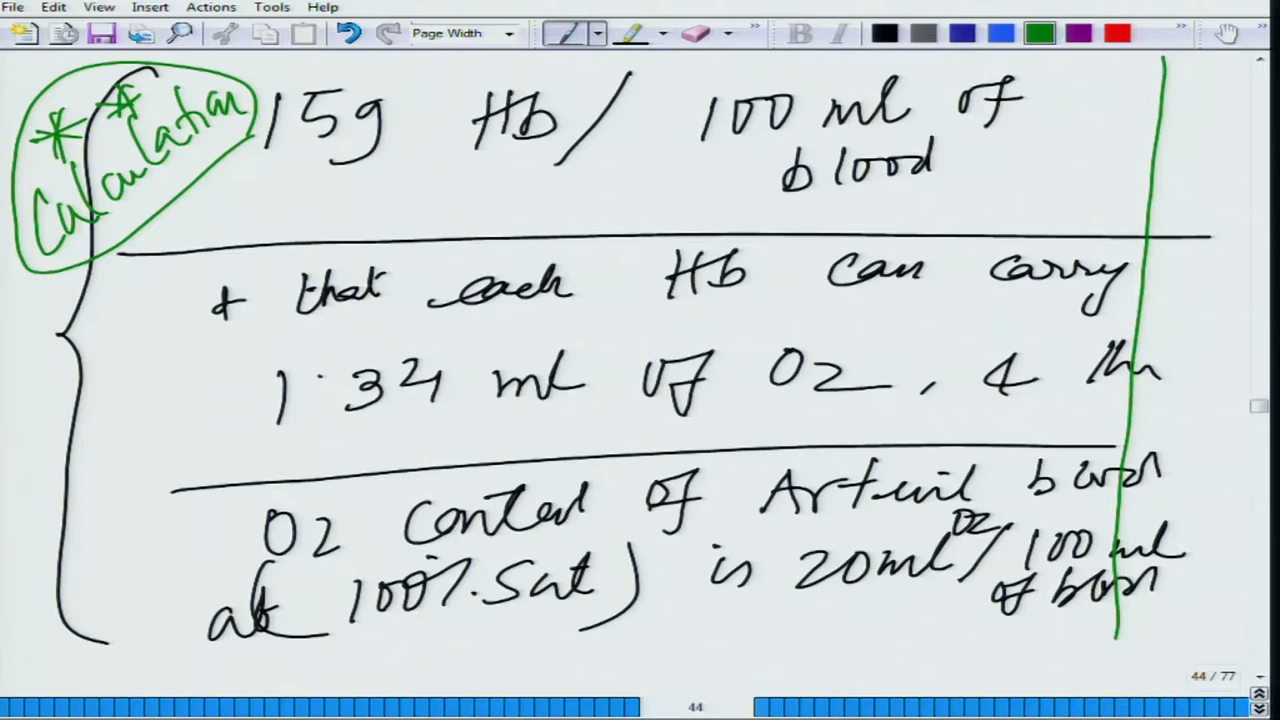 File Edit View Insert Actions Tools Help
Page Width
* *
Calculation
15g Hb/ 100 ml of
blood
+ that each Hb can carry
1.34 ml of O2, & the
O2 content of Arterial blood
at (100% Sat) is 20ml O2/ 100 ml
of blood
44 / 77
44